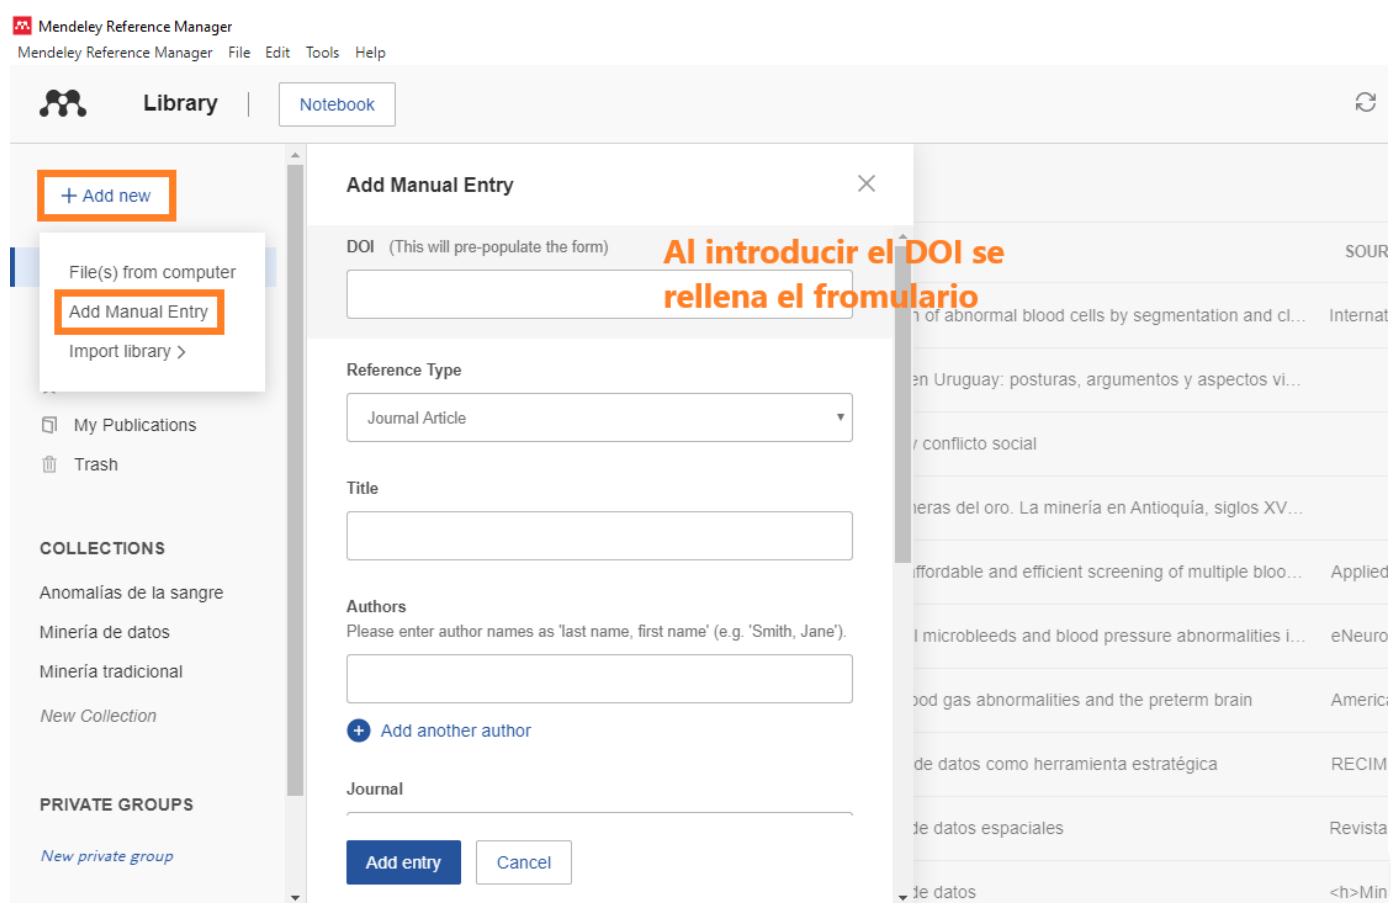 Mendeley Reference Manager
Mendeley Reference Manager File Edit Tools Help
Library
Notebook
+ Add new
File(s) from computer
Add Manual Entry
Import library >
My Publications
Trash
COLLECTIONS
Anomalías de la sangre
Minería de datos
Minería tradicional
New Collection
PRIVATE GROUPS
New private group
Add Manual Entry
DOI (This will pre-populate the form)
Al introducir el DOI se
rellena el fromulario
Reference Type
Journal Article
Title
Authors
Please enter author names as 'last name, first name' (e.g. 'Smith, Jane').
Add another author
Journal
Add entry
Cancel
SOUR
of abnormal blood cells by segmentation and cl... Internat
en Uruguay: posturas, argumentos y aspectos vi...
y conflicto social
neras del oro. La minería en Antioquía, siglos XV...
affordable and efficient screening of multiple bloo... Applied
l microbleeds and blood pressure abnormalities i... eNeuro
ood gas abnormalities and the preterm brain America
de datos como herramienta estratégica RECIM
de datos espaciales Revista
de datos <h>Min